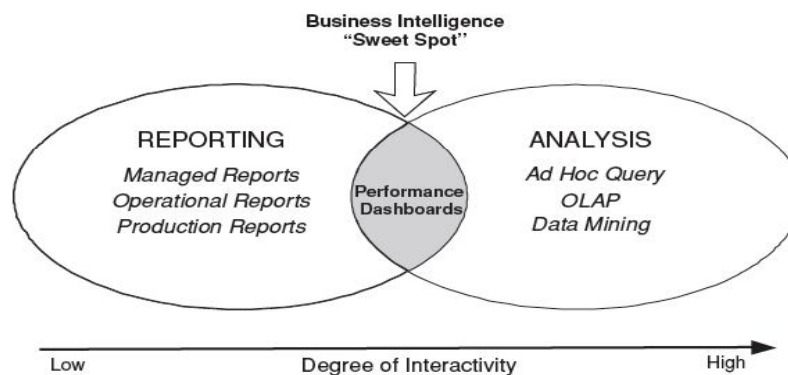 Business Intelligence
“Sweet Spot”
REPORTING
Managed Reports
Operational Reports
Production Reports
Performance
Dashboards
ANALYSIS
Ad Hoc Query
OLAP
Data Mining
Low
Degree of Interactivity
High